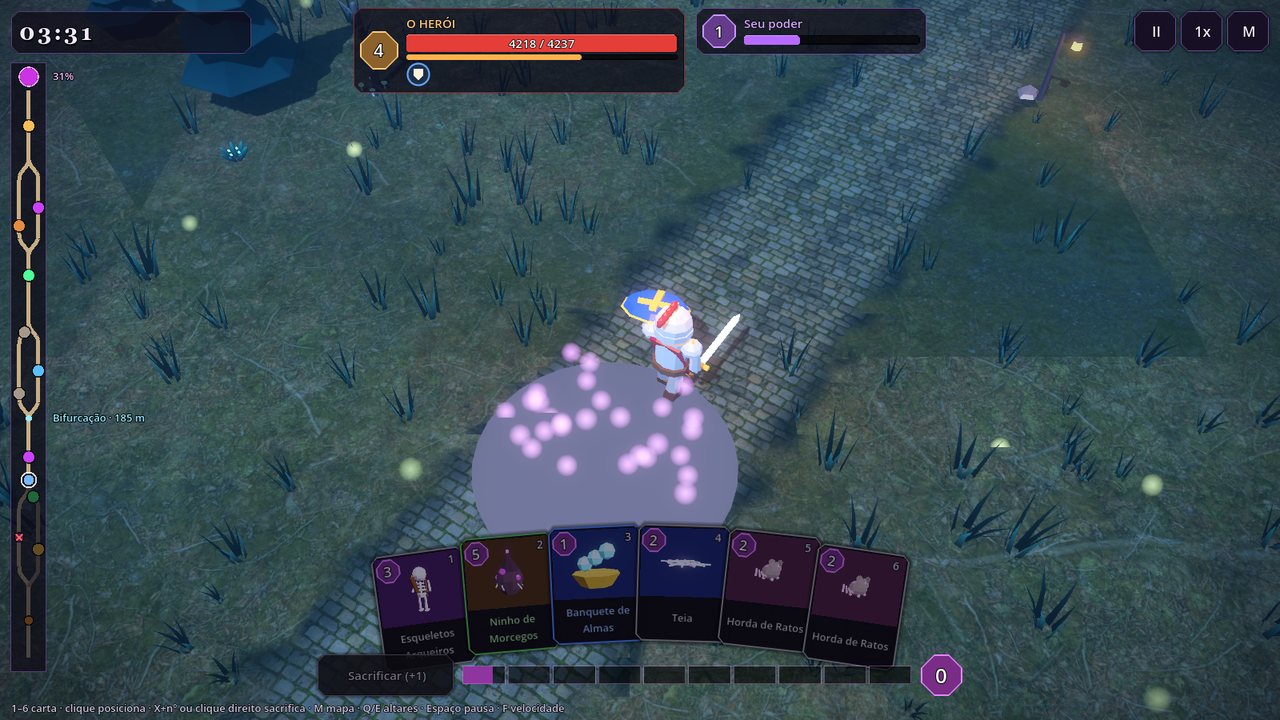 03:31
O HERÓI
4
4218 / 4237
1
Seu poder
II
1x
M
31%
Bifurcação · 185 m
3
1
Esqueletos
Arqueiros
5
2
Ninho de
Morcegos
1
3
Banquete de
Almas
2
4
Teia
2
5
Horda de Ratos
2
6
Horda de Ratos
Sacrificar (+1)
0
1–6 carta · clique posiciona · X+nº ou clique direito sacrifica · M mapa · Q/E altares · Espaço pausa · F velocidade